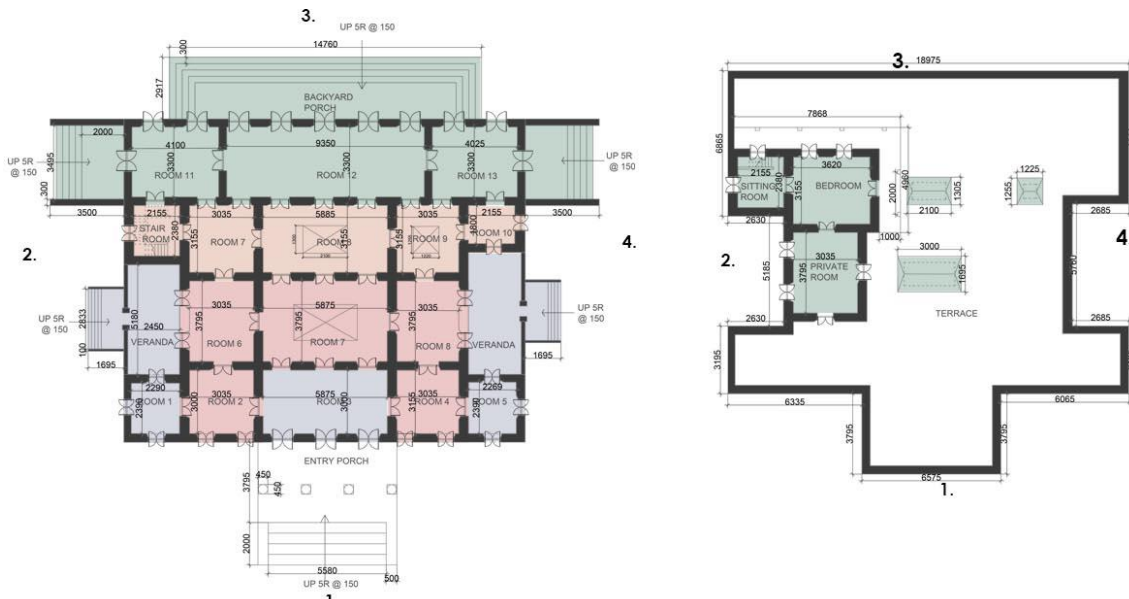 3.
UP 5R @ 150
14760
300
2917
BACKYARD
PORCH
2000
4100
9350
4025
UP 5R
@ 150
3495
3300
3300
3300
UP 5R
@ 150
ROOM 11
ROOM 12
ROOM 13
300
3500
2155
3035
5885
3035
2155
3500
STAIR
ROOM
2380
3155
ROOM 7
3155
3155
ROOM 9
1800
ROOM 10
2.
4.
UP 5R
@ 150
2833
100
1695
5180
2450
VERANDA
3035
3795
ROOM 6
5875
3795
ROOM 7
3035
3795
ROOM 8
VERANDA
UP 5R
@ 150
1695
2290
2390
ROOM 1
3035
3000
ROOM 2
5875
3000
3035
3155
ROOM 4
2269
2390
ROOM 5
ENTRY PORCH
3795
450
450
2000
5580
500
UP 5R @ 150
3.
18975
7868
6865
2155
2380
SITTING
ROOM
3620
3155
BEDROOM
4960
2000
1305
2100
1225
1255
2630
1000
2685
2.
5185
3035
3795
PRIVATE
ROOM
3000
1695
TERRACE
4
2630
2685
3195
6335
6065
3795
3795
6575
1.